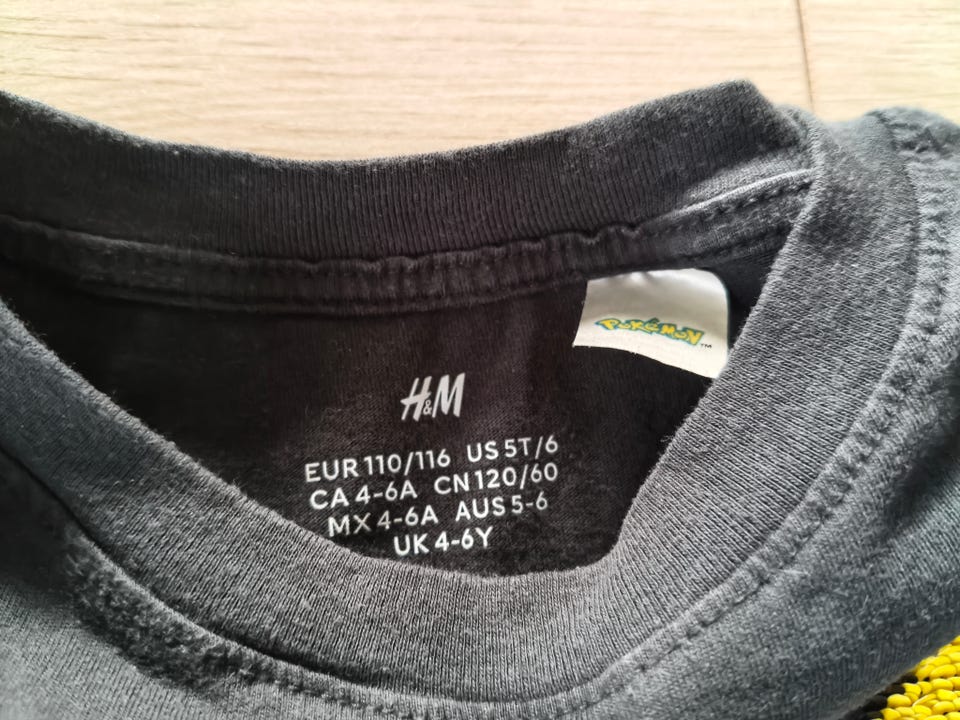 POKéMON™
H&M
EUR 110/116 US 5T/6
CA 4-6A CN 120/60
MX 4-6A AUS 5-6
UK 4-6Y